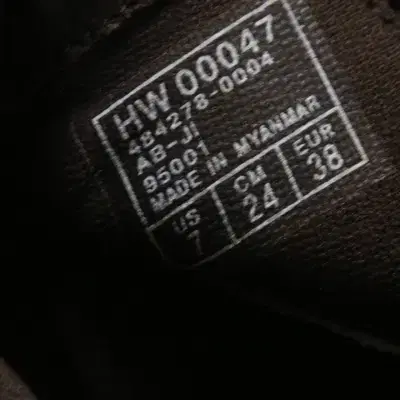 HW 00047
484278-0004
AB-JI
95001
MADE IN MYANMAR
US CM EUR
7 24 38